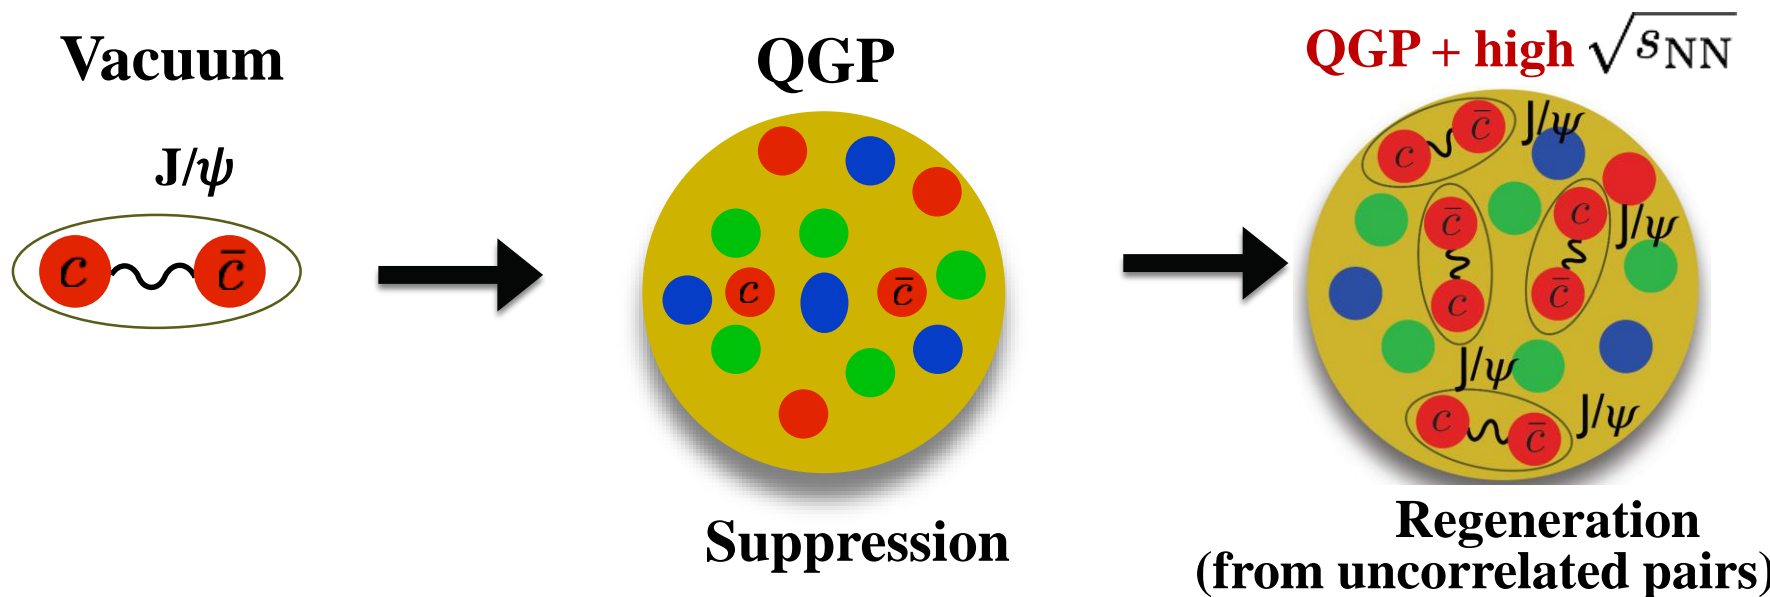 Vacuum
J/ψ
c c̄
QGP
c c̄
Suppression
QGP + high √sNN
c c̄ J/ψ
c̄ c J/ψ
c c̄
J/ψ
c c̄ J/ψ
Regeneration
(from uncorrelated pairs)